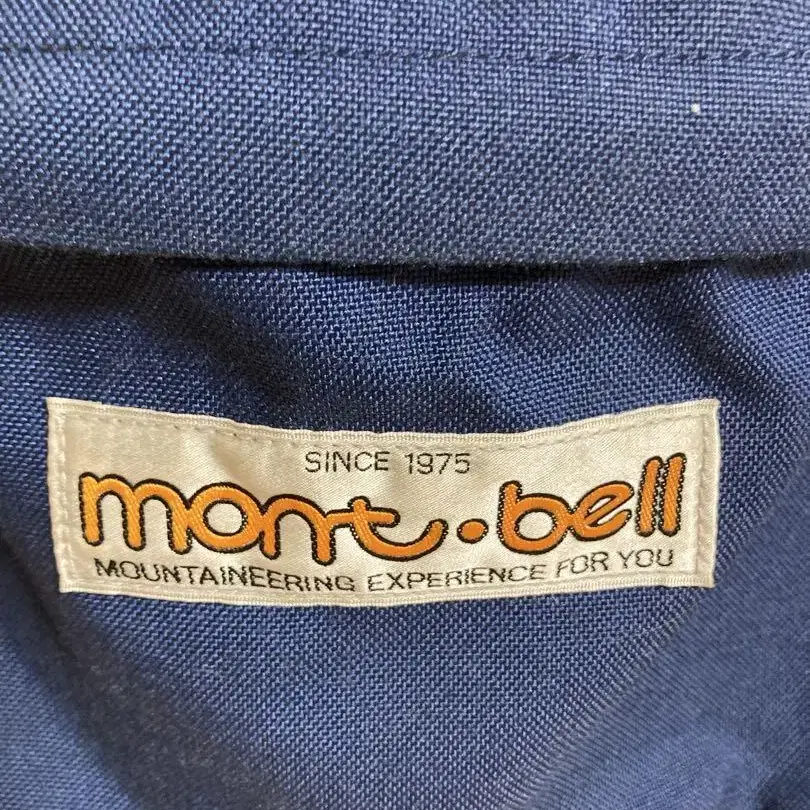 SINCE 1975
mont・bell
MOUNTAINEERING EXPERIENCE FOR YOU